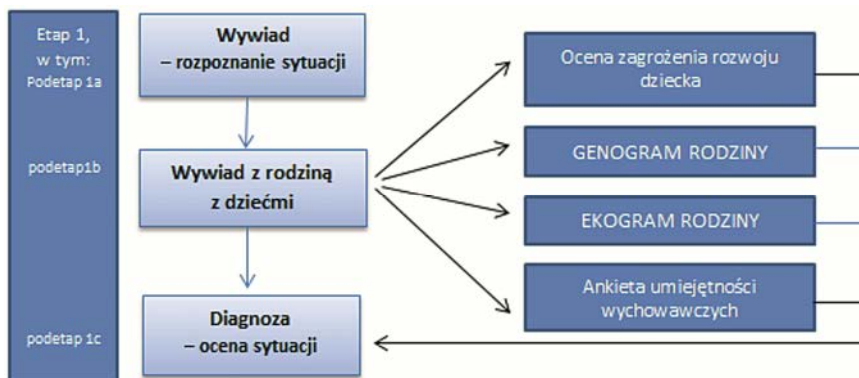 Etap 1,
w tym:
Podetap 1a
Wywiad
– rozpoznanie sytuacji
Ocena zagrożenia rozwoju
dziecka
podetap1b
Wywiad z rodziną
z dziećmi
GENOGRAM RODZINY
EKOGRAM RODZINY
Ankieta umiejętności
wychowawczych
podetap 1c
Diagnoza
– ocena sytuacji